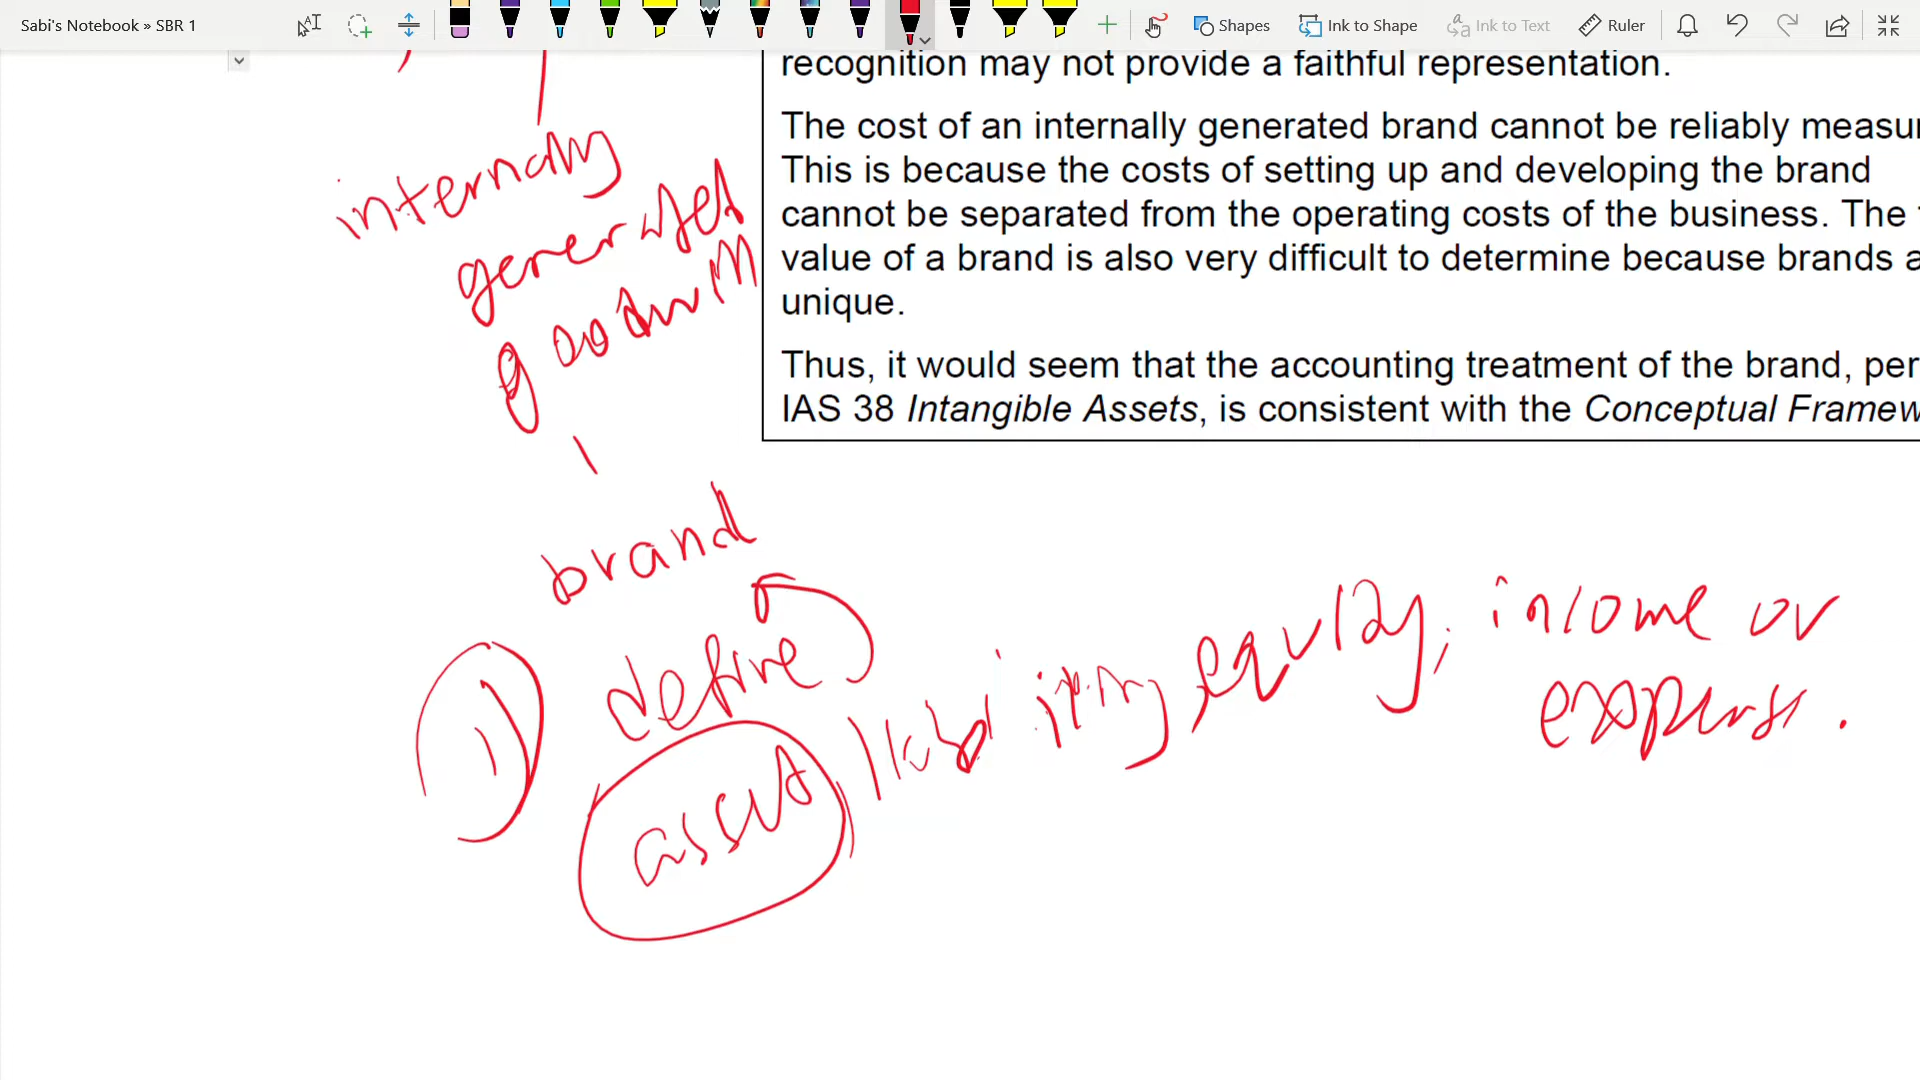 Sabi's Notebook » SBR 1
Shapes
Ink to Shape
Ink to Text
Ruler
recognition may not provide a faithful representation.
The cost of an internally generated brand cannot be reliably measu
This is because the costs of setting up and developing the brand
cannot be separated from the operating costs of the business. The
value of a brand is also very difficult to determine because brands a
unique.
Thus, it would seem that the accounting treatment of the brand, per
IAS 38 Intangible Assets, is consistent with the Conceptual Framew
internally
generated
goodwill
brand
1)
define
asset, liability, equity, income or
expense.